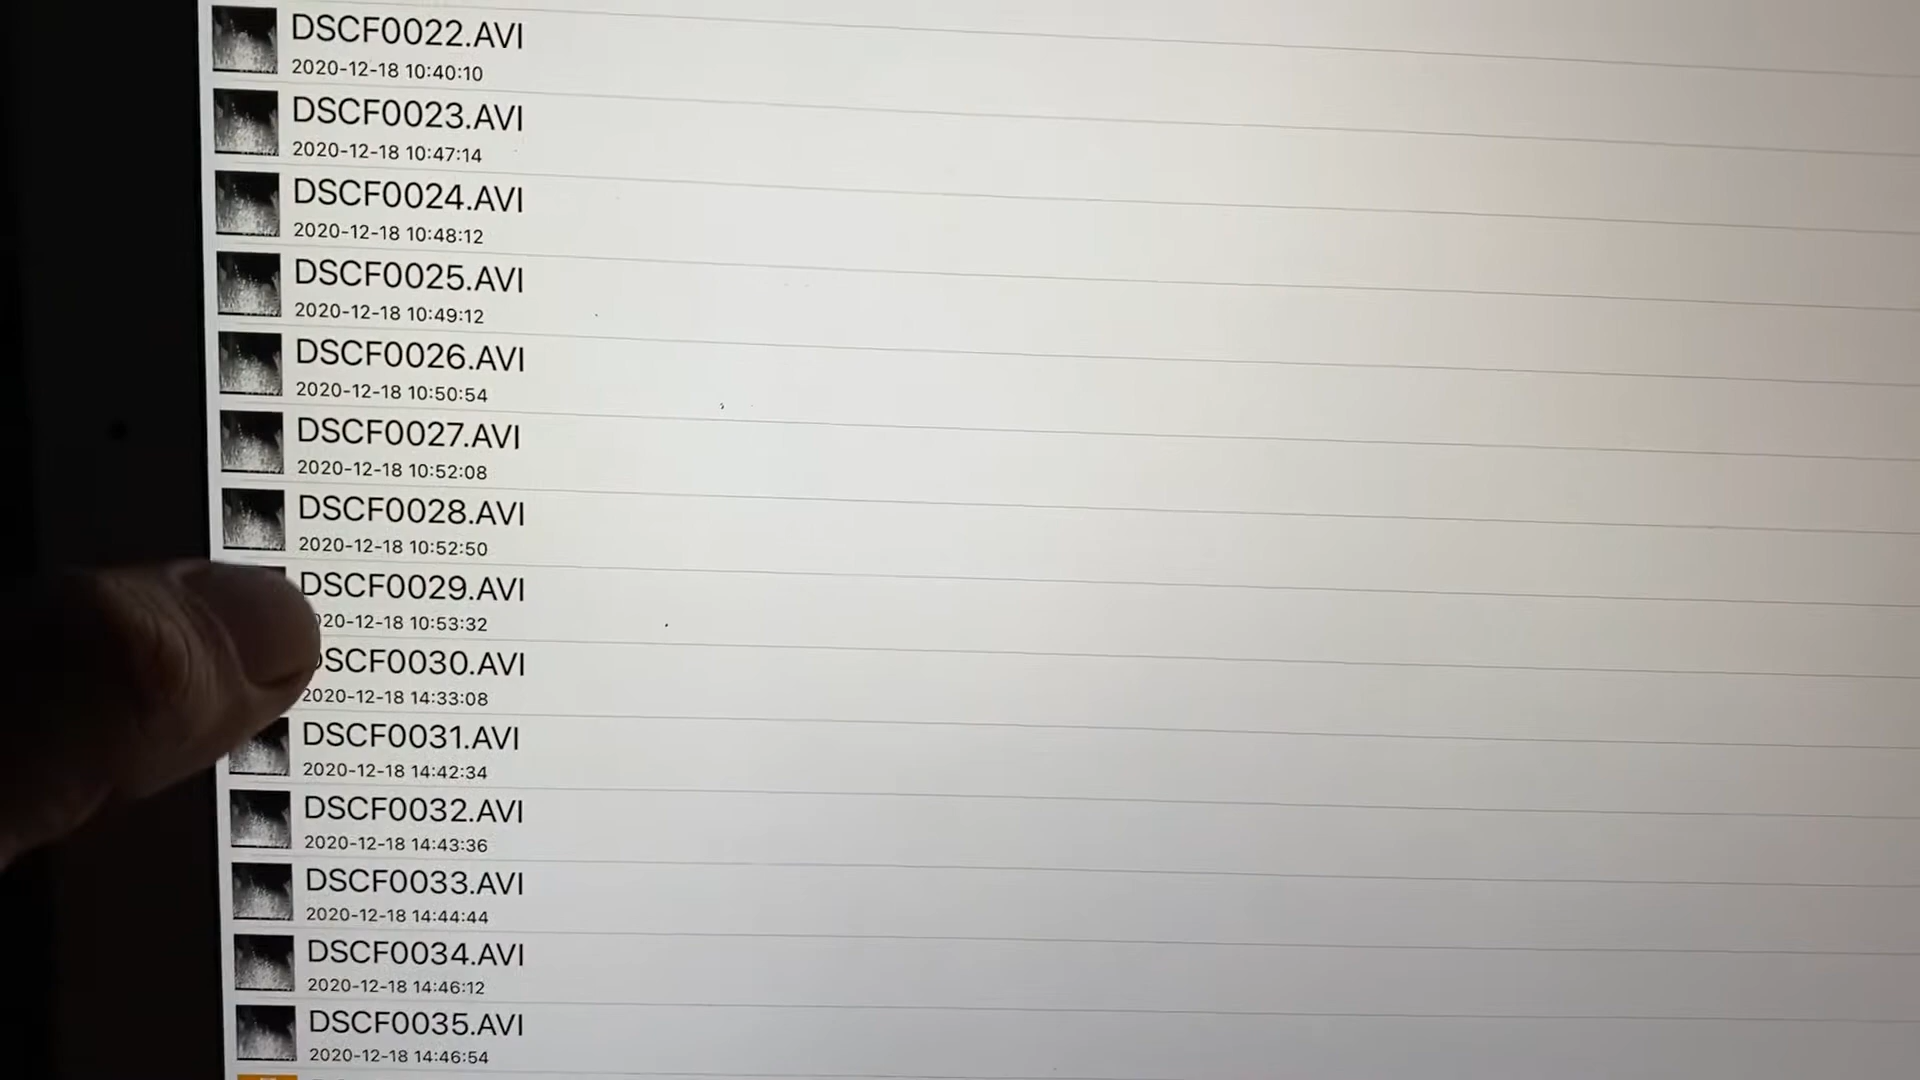 DSCF0022.AVI
2020-12-18 10:40:10
DSCF0023.AVI
2020-12-18 10:47:14
DSCF0024.AVI
2020-12-18 10:48:12
DSCF0025.AVI
2020-12-18 10:49:12
DSCF0026.AVI
2020-12-18 10:50:54
DSCF0027.AVI
2020-12-18 10:52:08
DSCF0028.AVI
2020-12-18 10:52:50
DSCF0029.AVI
20-12-18 10:53:32
SCF0030.AVI
2020-12-18 14:33:08
DSCF0031.AVI
2020-12-18 14:42:34
DSCF0032.AVI
2020-12-18 14:43:36
DSCF0033.AVI
2020-12-18 14:44:44
DSCF0034.AVI
2020-12-18 14:46:12
DSCF0035.AVI
2020-12-18 14:46:54